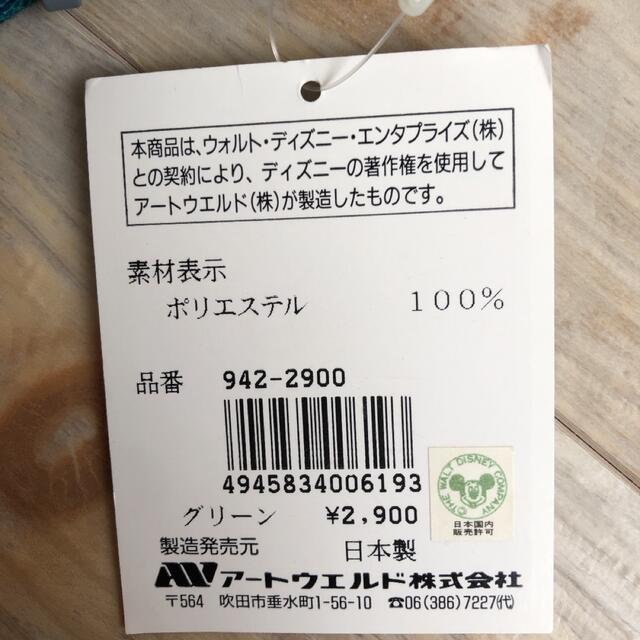 本商品は、ウォルト・ディズニー・エンタプライズ(株)
との契約により、ディズニーの著作権を使用して
アートウエルド(株)が製造したものです。
素材表示
ポリエステル 100%
品番 942-2900
4945834006193
©THE WALT DISNEY COMPANY
日本国内
販売許可
グリーン ¥2,900
製造発売元 日本製
AW アートウエルド株式会社
〒564 吹田市垂水町1-56-10 ☎06(386)7227(代)